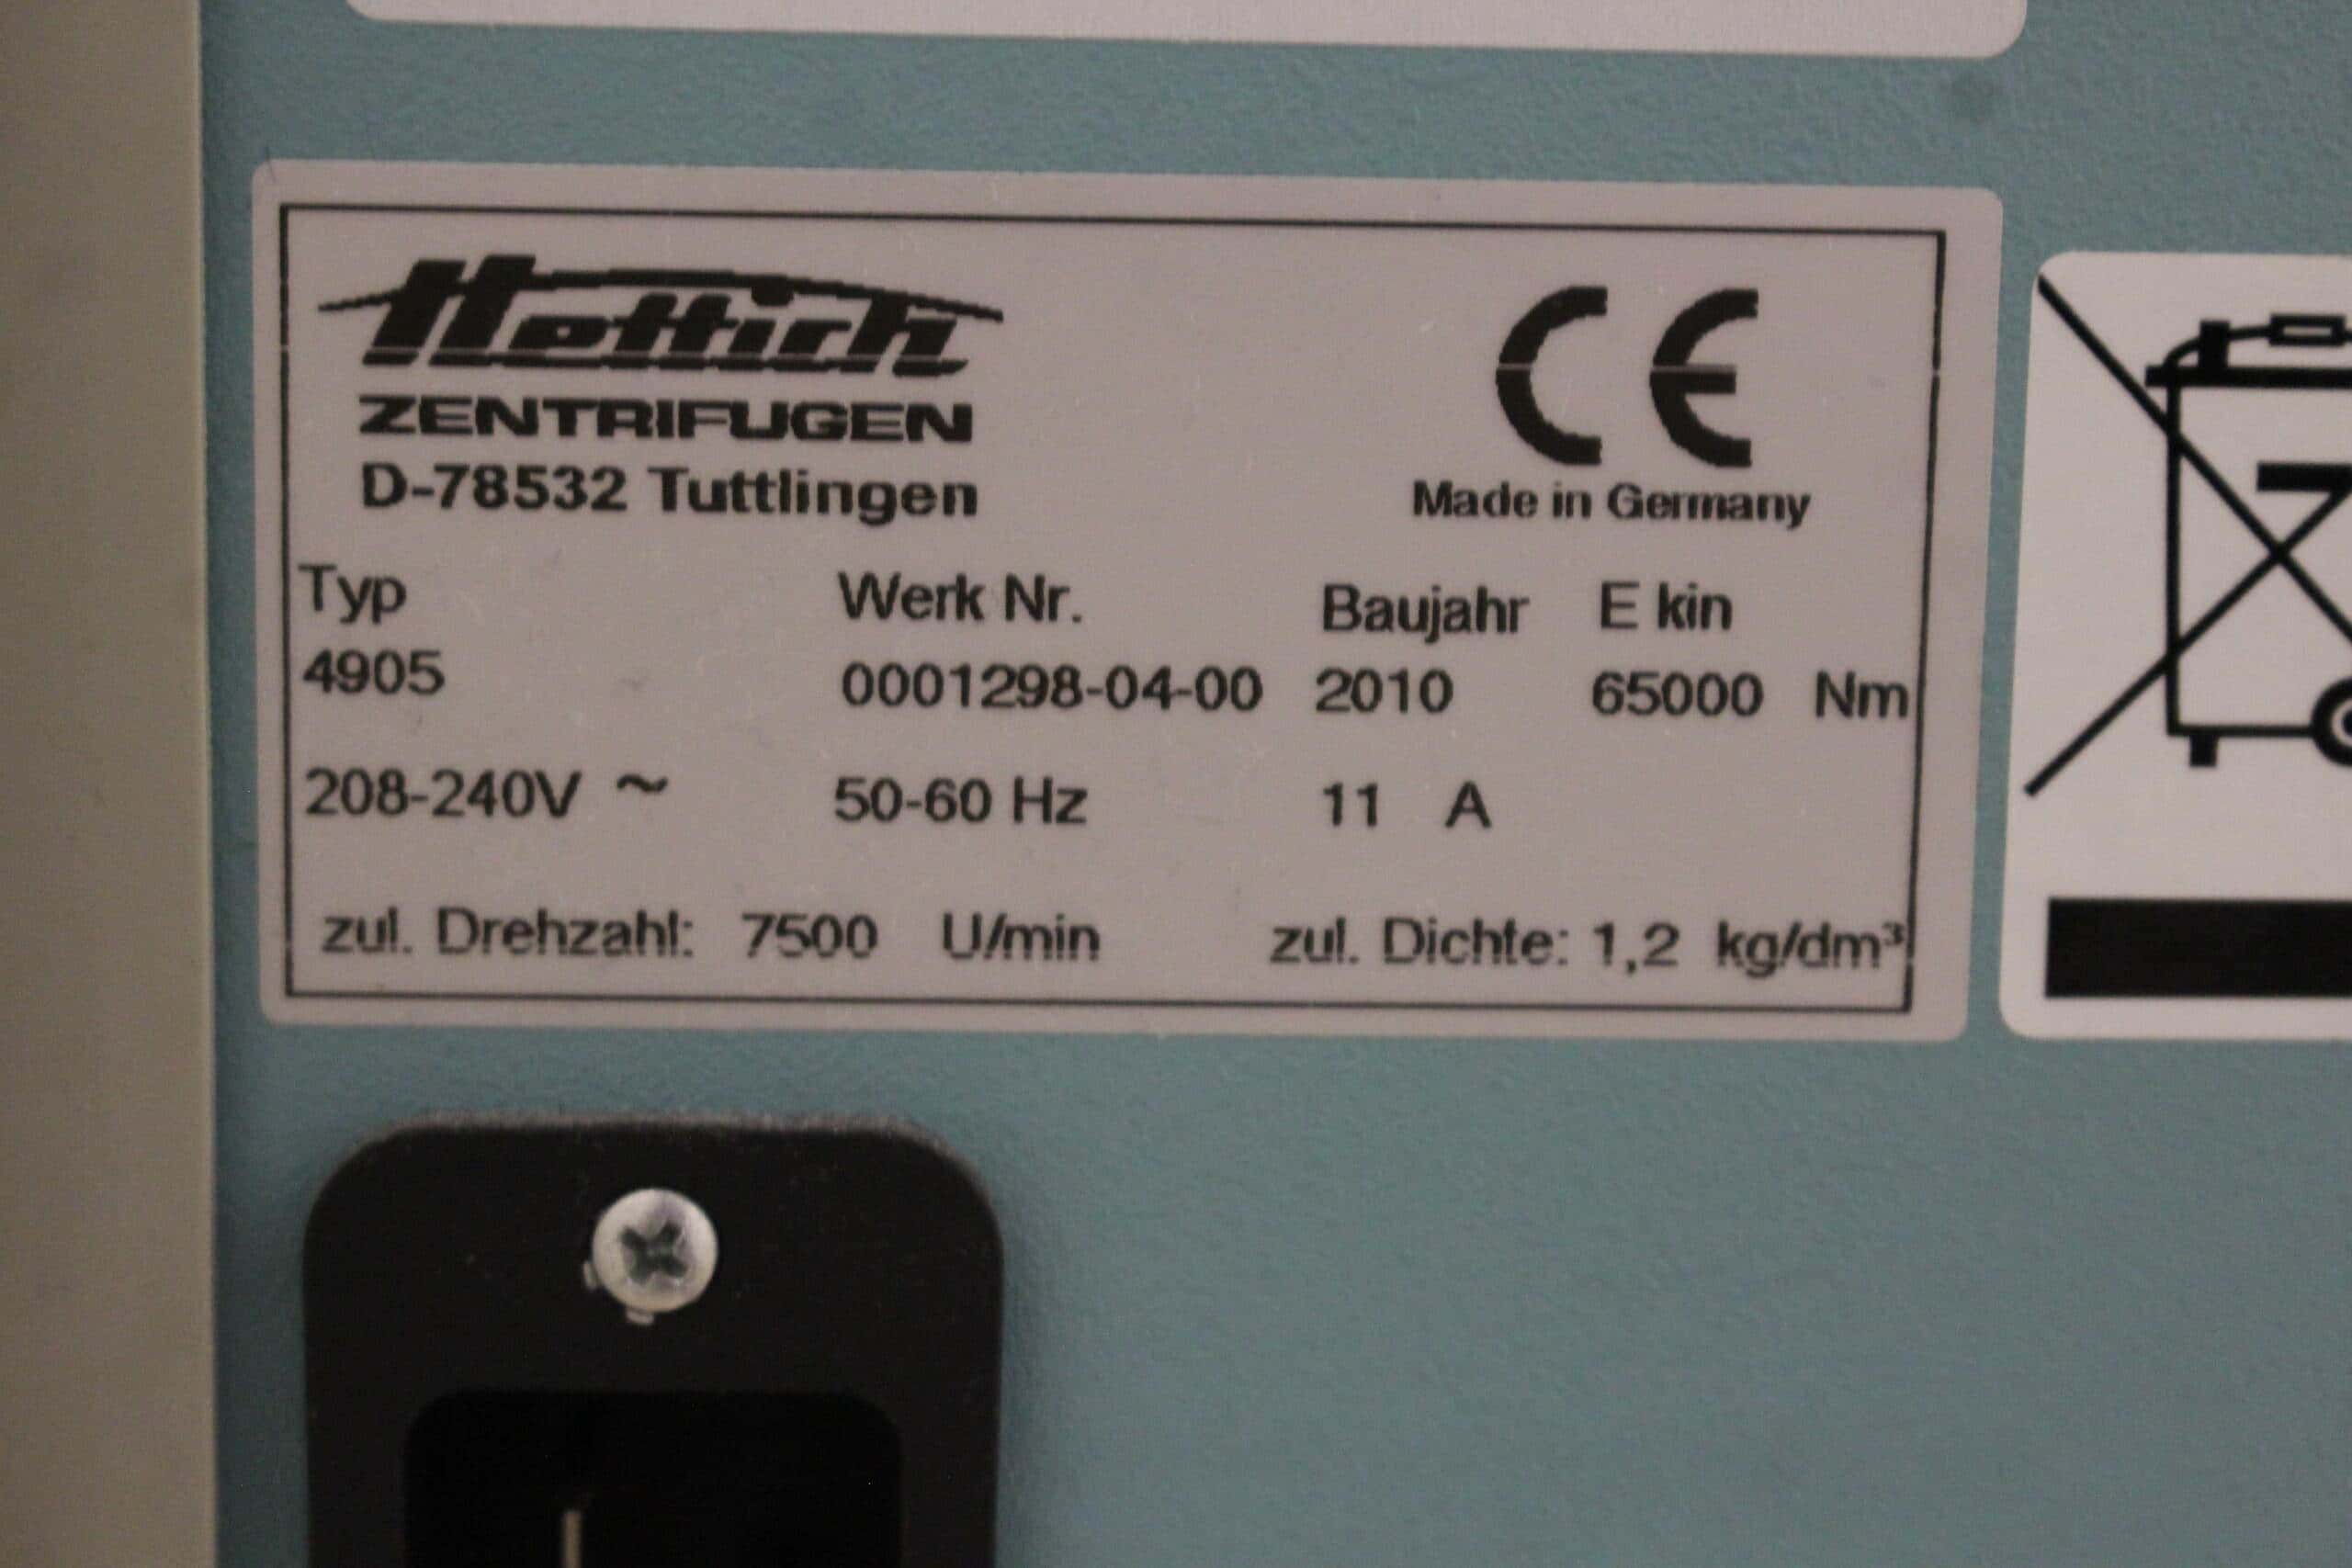 Hettich
ZENTRIFUGEN
D-78532 Tuttlingen
CE
Made in Germany
Typ Werk Nr. Baujahr E kin
4905 0001298-04-00 2010 65000 Nm
208-240V ~ 50-60 Hz 11 A
zul. Drehzahl: 7500 U/min zul. Dichte: 1,2 kg/dm³